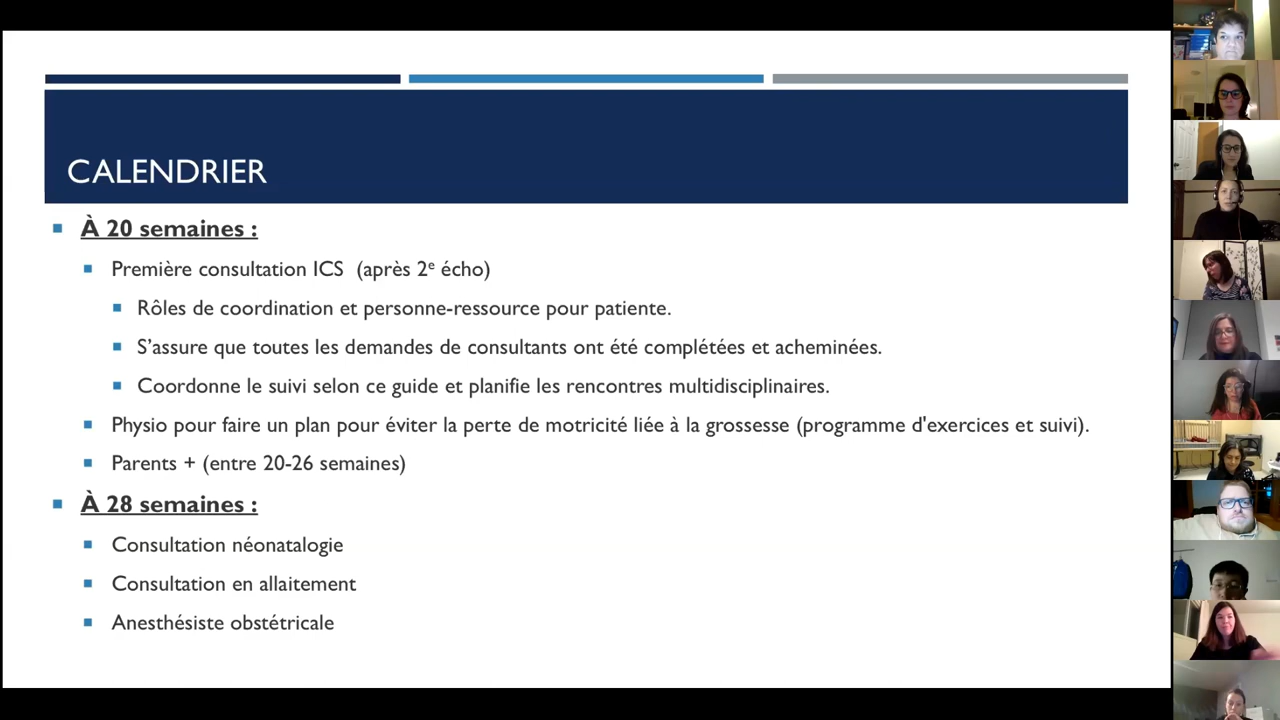 CALENDRIER
À 20 semaines :
Première consultation ICS (après 2e écho)
Rôles de coordination et personne-ressource pour patiente.
S'assure que toutes les demandes de consultants ont été complétées et acheminées.
Coordonne le suivi selon ce guide et planifie les rencontres multidisciplinaires.
Physio pour faire un plan pour éviter la perte de motricité liée à la grossesse (programme d'exercices et suivi).
Parents + (entre 20-26 semaines)
À 28 semaines :
Consultation néonatalogie
Consultation en allaitement
Anesthésiste obstétricale